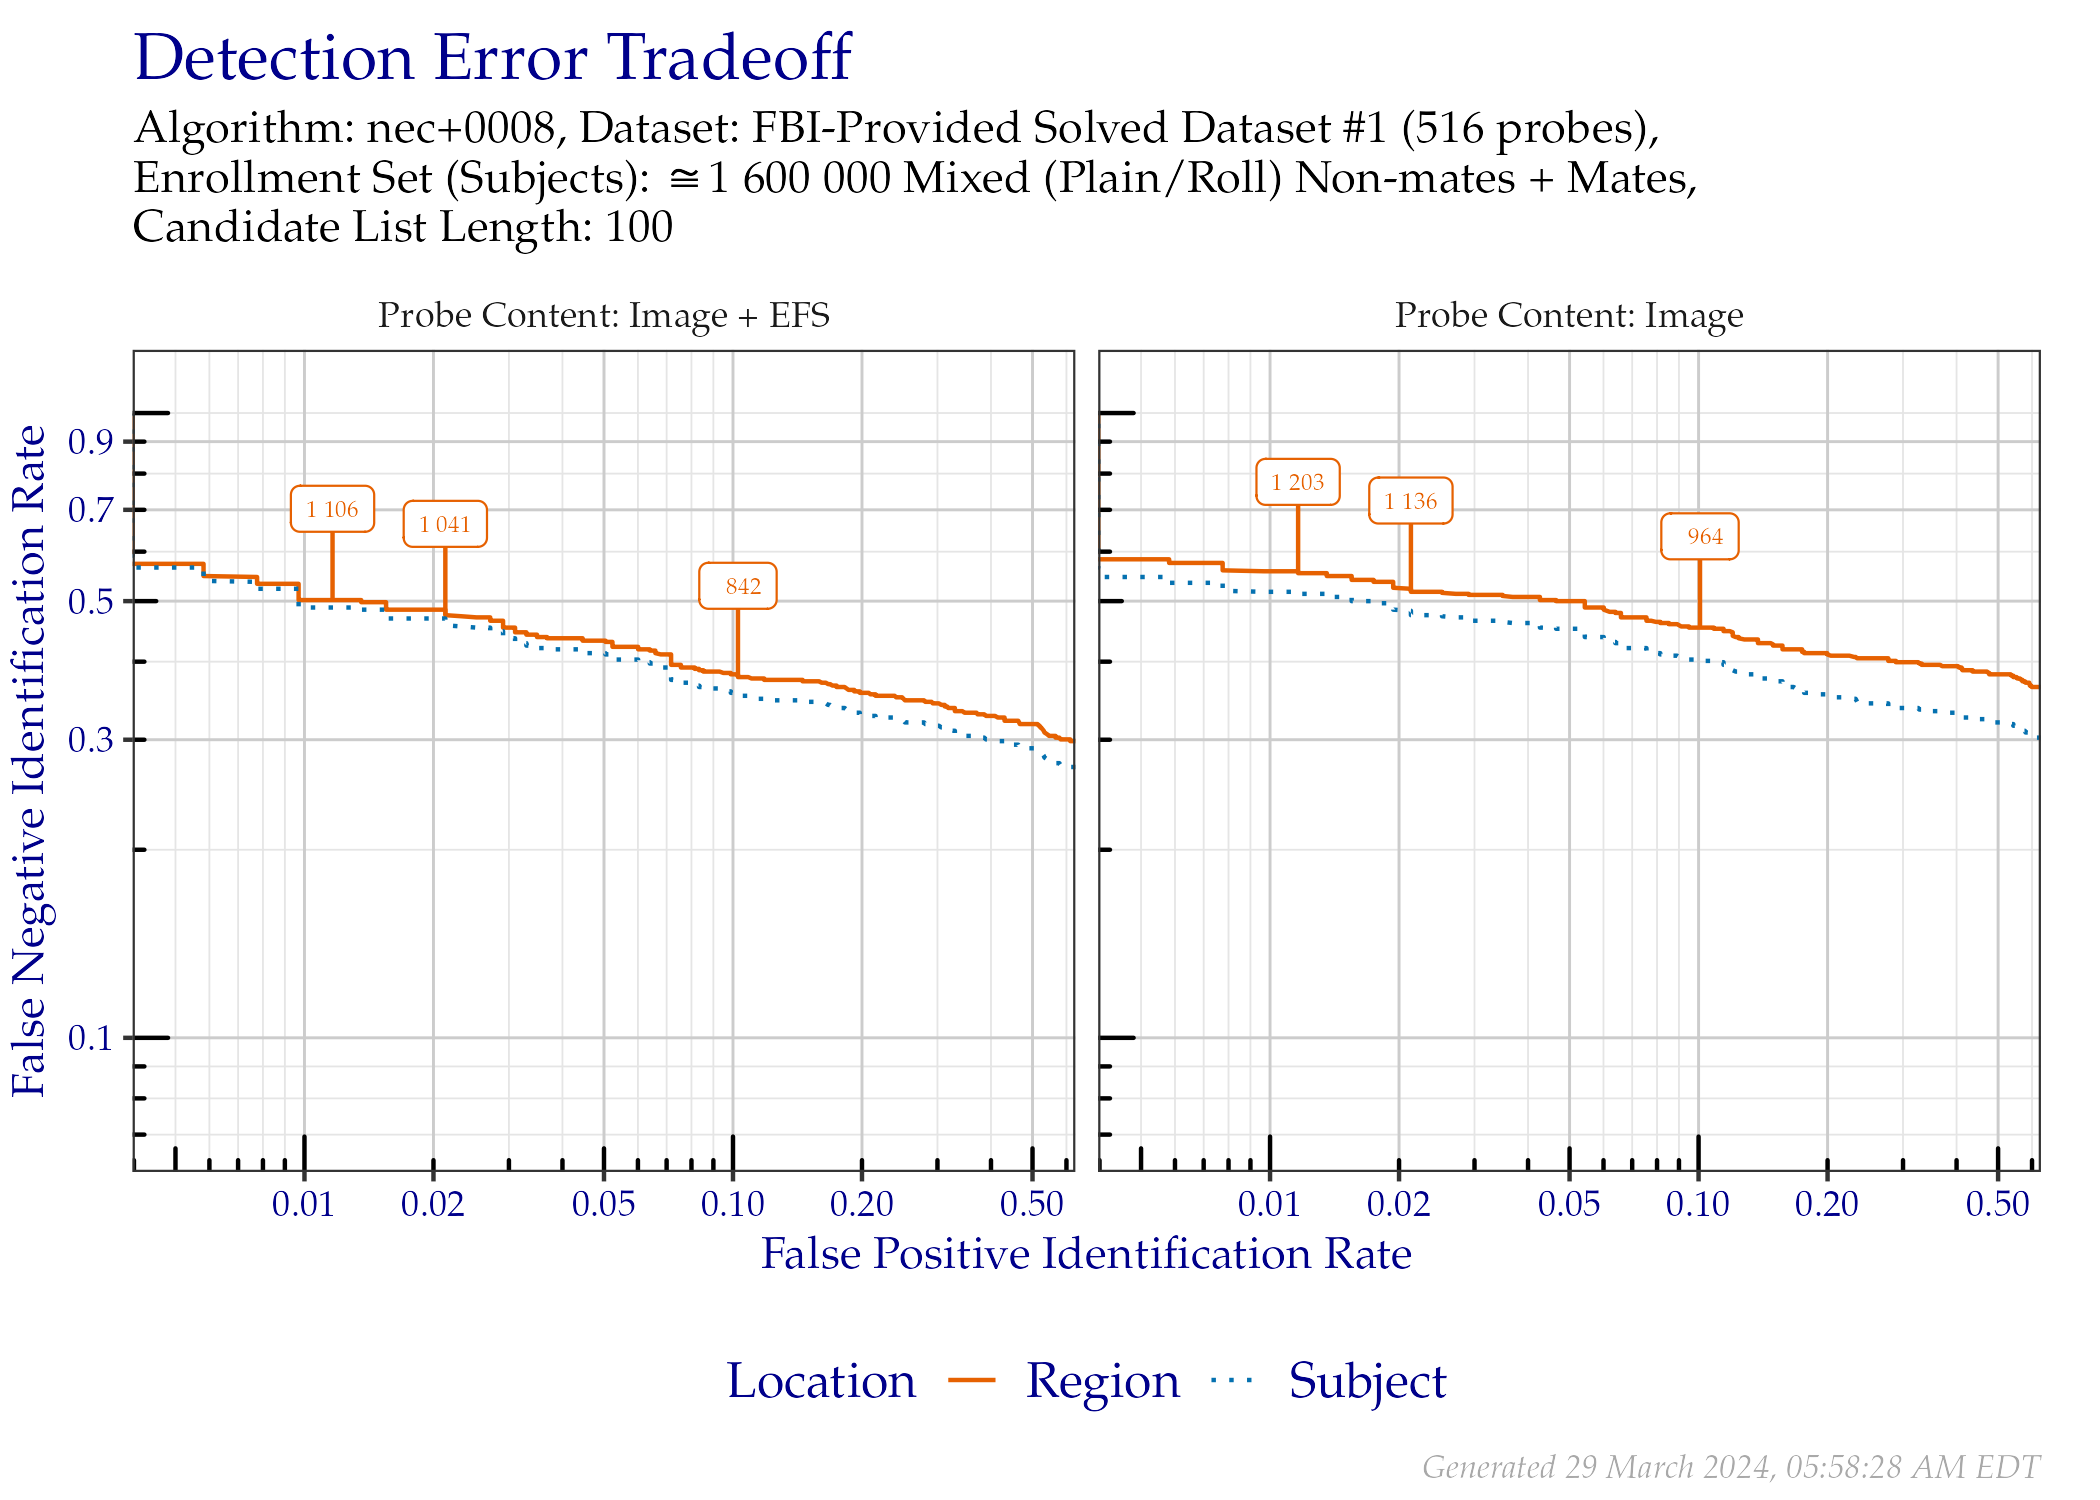 Detection Error Tradeoff
Algorithm: nec+0008, Dataset: FBI-Provided Solved Dataset #1 (516 probes),
Enrollment Set (Subjects): ≅1 600 000 Mixed (Plain/Roll) Non-mates + Mates,
Candidate List Length: 100
Probe Content: Image + EFS
Probe Content: Image
False Negative Identification Rate
0.9
0.7
0.5
0.3
0.1
1 106
1 041
842
1 203
1 136
964
0.01 0.02 0.05 0.10 0.20 0.50
0.01 0.02 0.05 0.10 0.20 0.50
False Positive Identification Rate
Location Region Subject
Generated 29 March 2024, 05:58:28 AM EDT